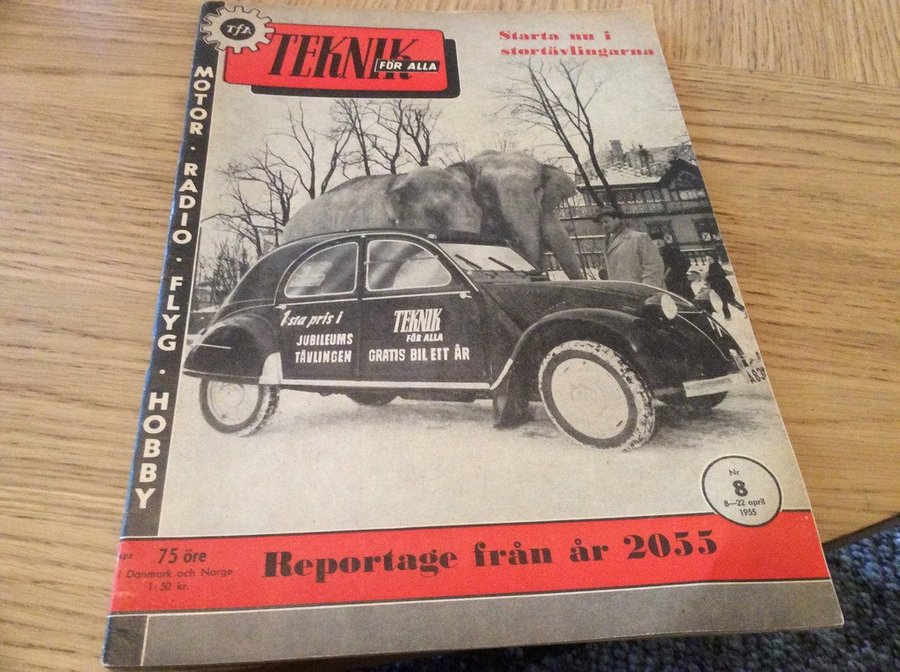 TfA
TEKNIK
FÖR ALLA
Starta nu i
stortävlingarna
MOTOR · RADIO · FLYG · HOBBY
1-sta pris i
JUBILEUMS
TÄVLINGEN
TEKNIK
FÖR ALLA
GRATIS BIL ETT ÅR
Nr
8
8—22 april
1955
75 öre
I Danmark och Norge
1:50 kr.
Reportage från år 2055